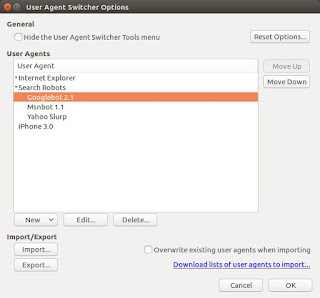 User Agent Switcher Options
General
Hide the User Agent Switcher Tools menu
Reset Options...
User Agents
User Agent
Move Up
Internet Explorer
Move Down
Search Robots
Googlebot 2.1
Msnbot 1.1
Yahoo Slurp
iPhone 3.0
New
Edit...
Delete...
Import/Export
Import...
Overwrite existing user agents when importing
Export...
Download lists of user agents to import...
Cancel
OK